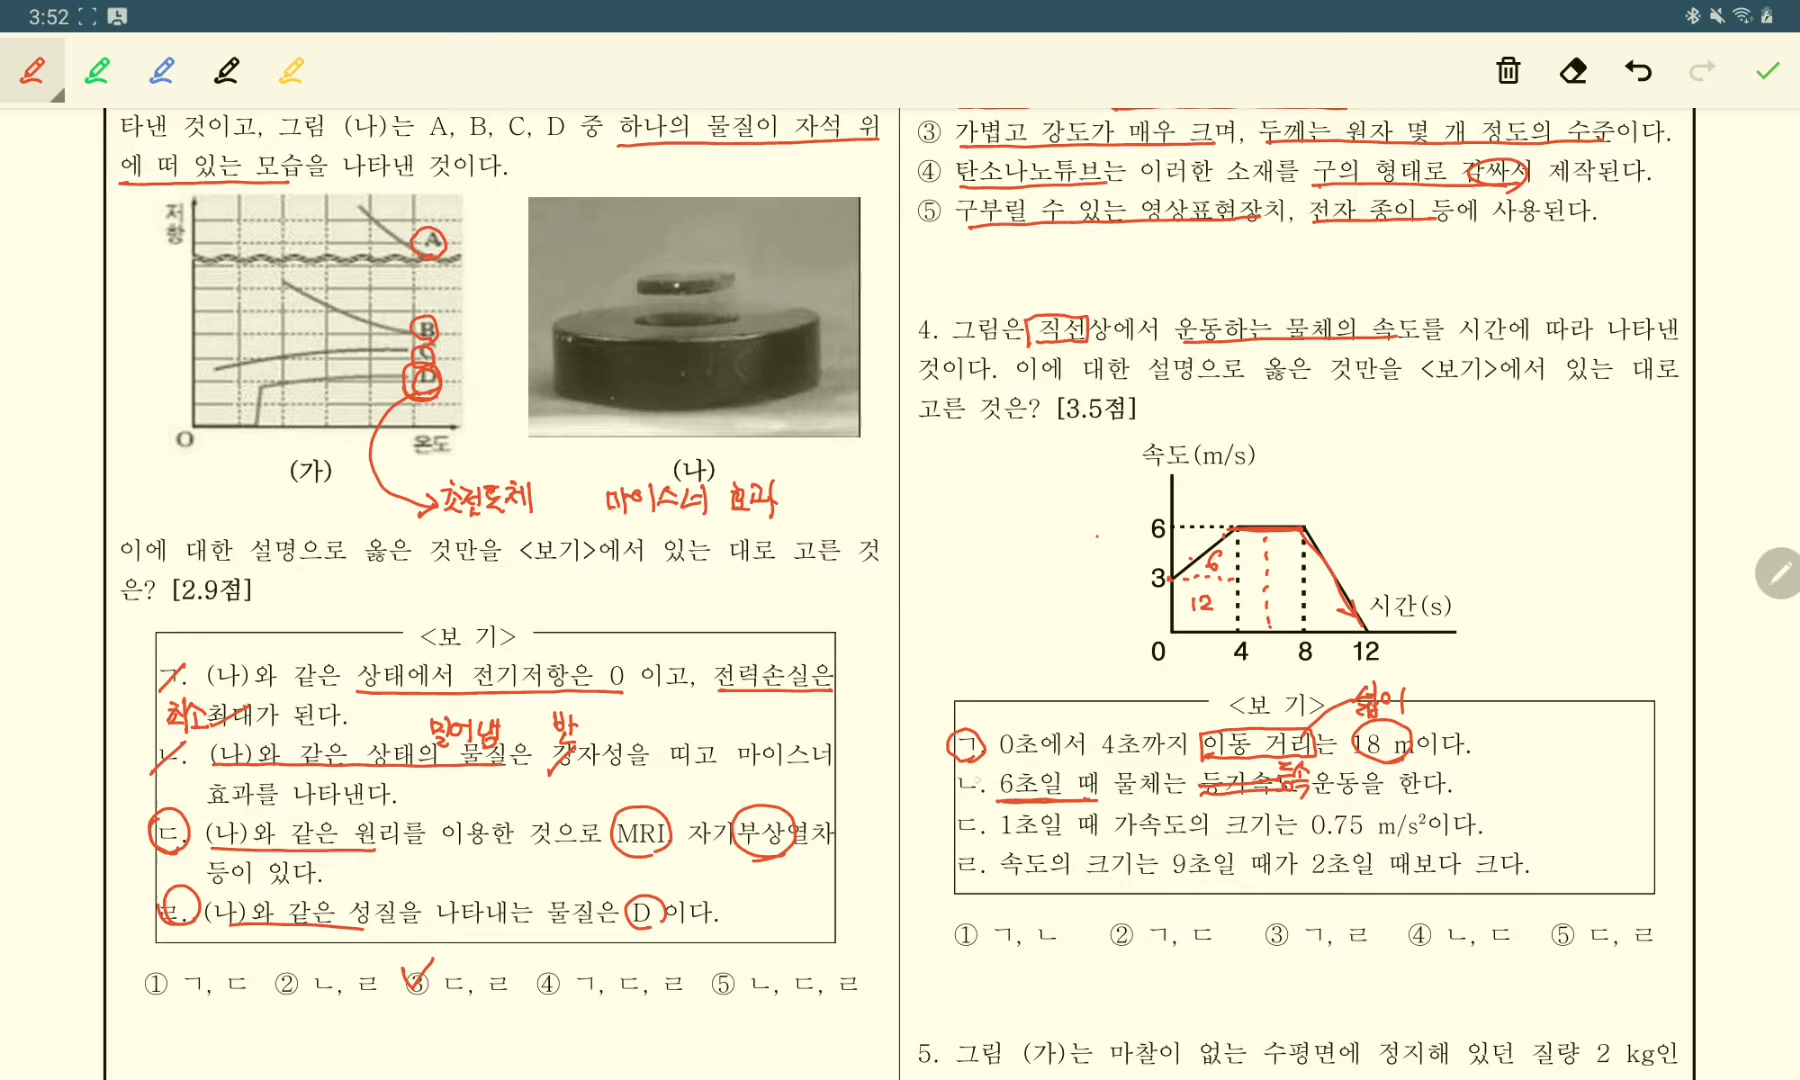 3:52
타낸 것이고, 그림 (나)는 A, B, C, D 중 하나의 물질이 자석 위
에 떠 있는 모습을 나타낸 것이다.
저항
A
B
C
D
O
온도
(가)
(나)
초전도체
마이스너 효과
이에 대한 설명으로 옳은 것만을 <보기>에서 있는 대로 고른 것
은? [2.9점]
<보 기>
ㄱ. (나)와 같은 상태에서 전기저항은 0 이고, 전력손실은
최소
최대가 된다.
밀어냄
반
ㄴ. (나)와 같은 상태의 물질은 강자성을 띠고 마이스너
효과를 나타낸다.
ㄷ. (나)와 같은 원리를 이용한 것으로 MRI, 자기부상열차
등이 있다.
ㄹ. (나)와 같은 성질을 나타내는 물질은 D 이다.
① ㄱ, ㄷ ② ㄴ, ㄹ ③ ㄷ, ㄹ ④ ㄱ, ㄷ, ㄹ ⑤ ㄴ, ㄷ, ㄹ
③ 가볍고 강도가 매우 크며, 두께는 원자 몇 개 정도의 수준이다.
④ 탄소나노튜브는 이러한 소재를 구의 형태로 감싸서 제작된다.
⑤ 구부릴 수 있는 영상표현장치, 전자 종이 등에 사용된다.
4. 그림은 직선상에서 운동하는 물체의 속도를 시간에 따라 나타낸
것이다. 이에 대한 설명으로 옳은 것만을 <보기>에서 있는 대로
고른 것은? [3.5점]
속도(m/s)
6
6
3
12
시간(s)
0 4 8 12
<보 기>
넓이
ㄱ. 0초에서 4초까지 이동 거리는 18 m이다.
등속
ㄴ. 6초일 때 물체는 등가속도 운동을 한다.
ㄷ. 1초일 때 가속도의 크기는 0.75 m/s²이다.
ㄹ. 속도의 크기는 9초일 때가 2초일 때보다 크다.
① ㄱ, ㄴ ② ㄱ, ㄷ ③ ㄱ, ㄹ ④ ㄴ, ㄷ ⑤ ㄷ, ㄹ
5. 그림 (가)는 마찰이 없는 수평면에 정지해 있던 질량 2 kg인